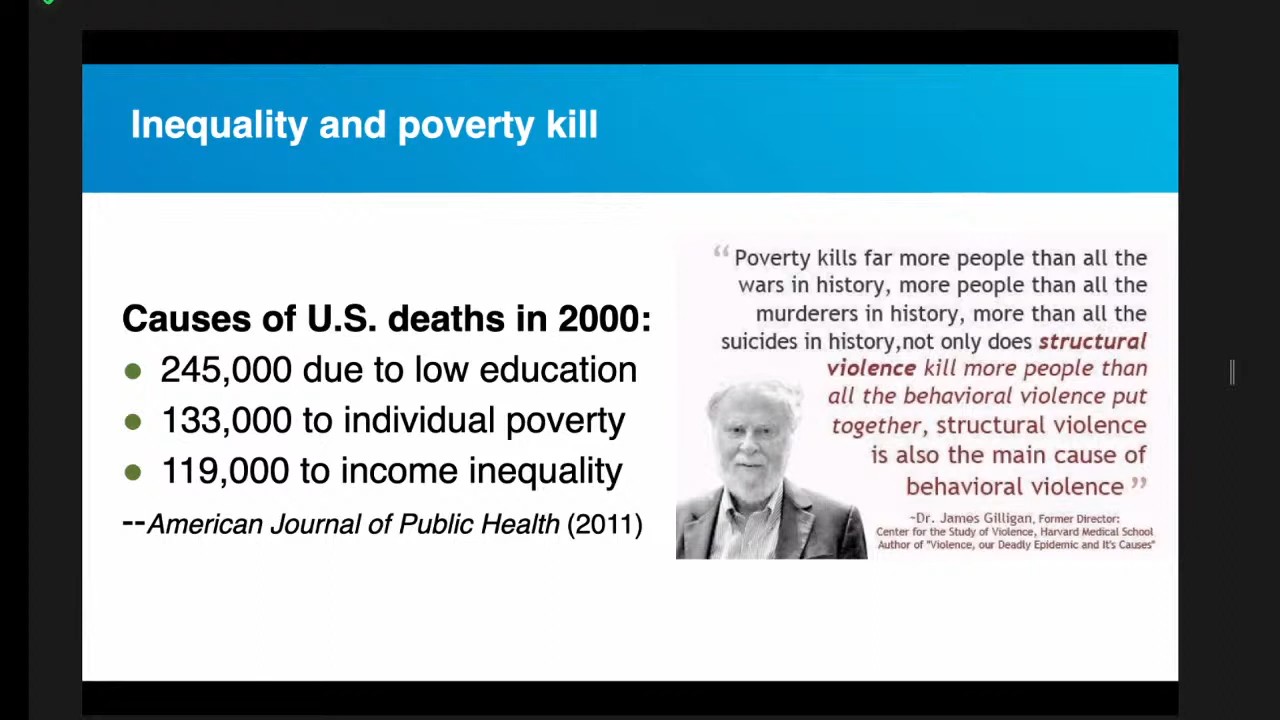 Inequality and poverty kill
Causes of U.S. deaths in 2000:
● 245,000 due to low education
● 133,000 to individual poverty
● 119,000 to income inequality
--American Journal of Public Health (2011)
“Poverty kills far more people than all the
wars in history, more people than all the
murderers in history, more than all the
suicides in history,not only does structural
violence kill more people than
all the behavioral violence put
together, structural violence
is also the main cause of
behavioral violence”
~Dr. James Gilligan, Former Director:
Center for the Study of Violence, Harvard Medical School
Author of "Violence, our Deadly Epidemic and It's Causes"